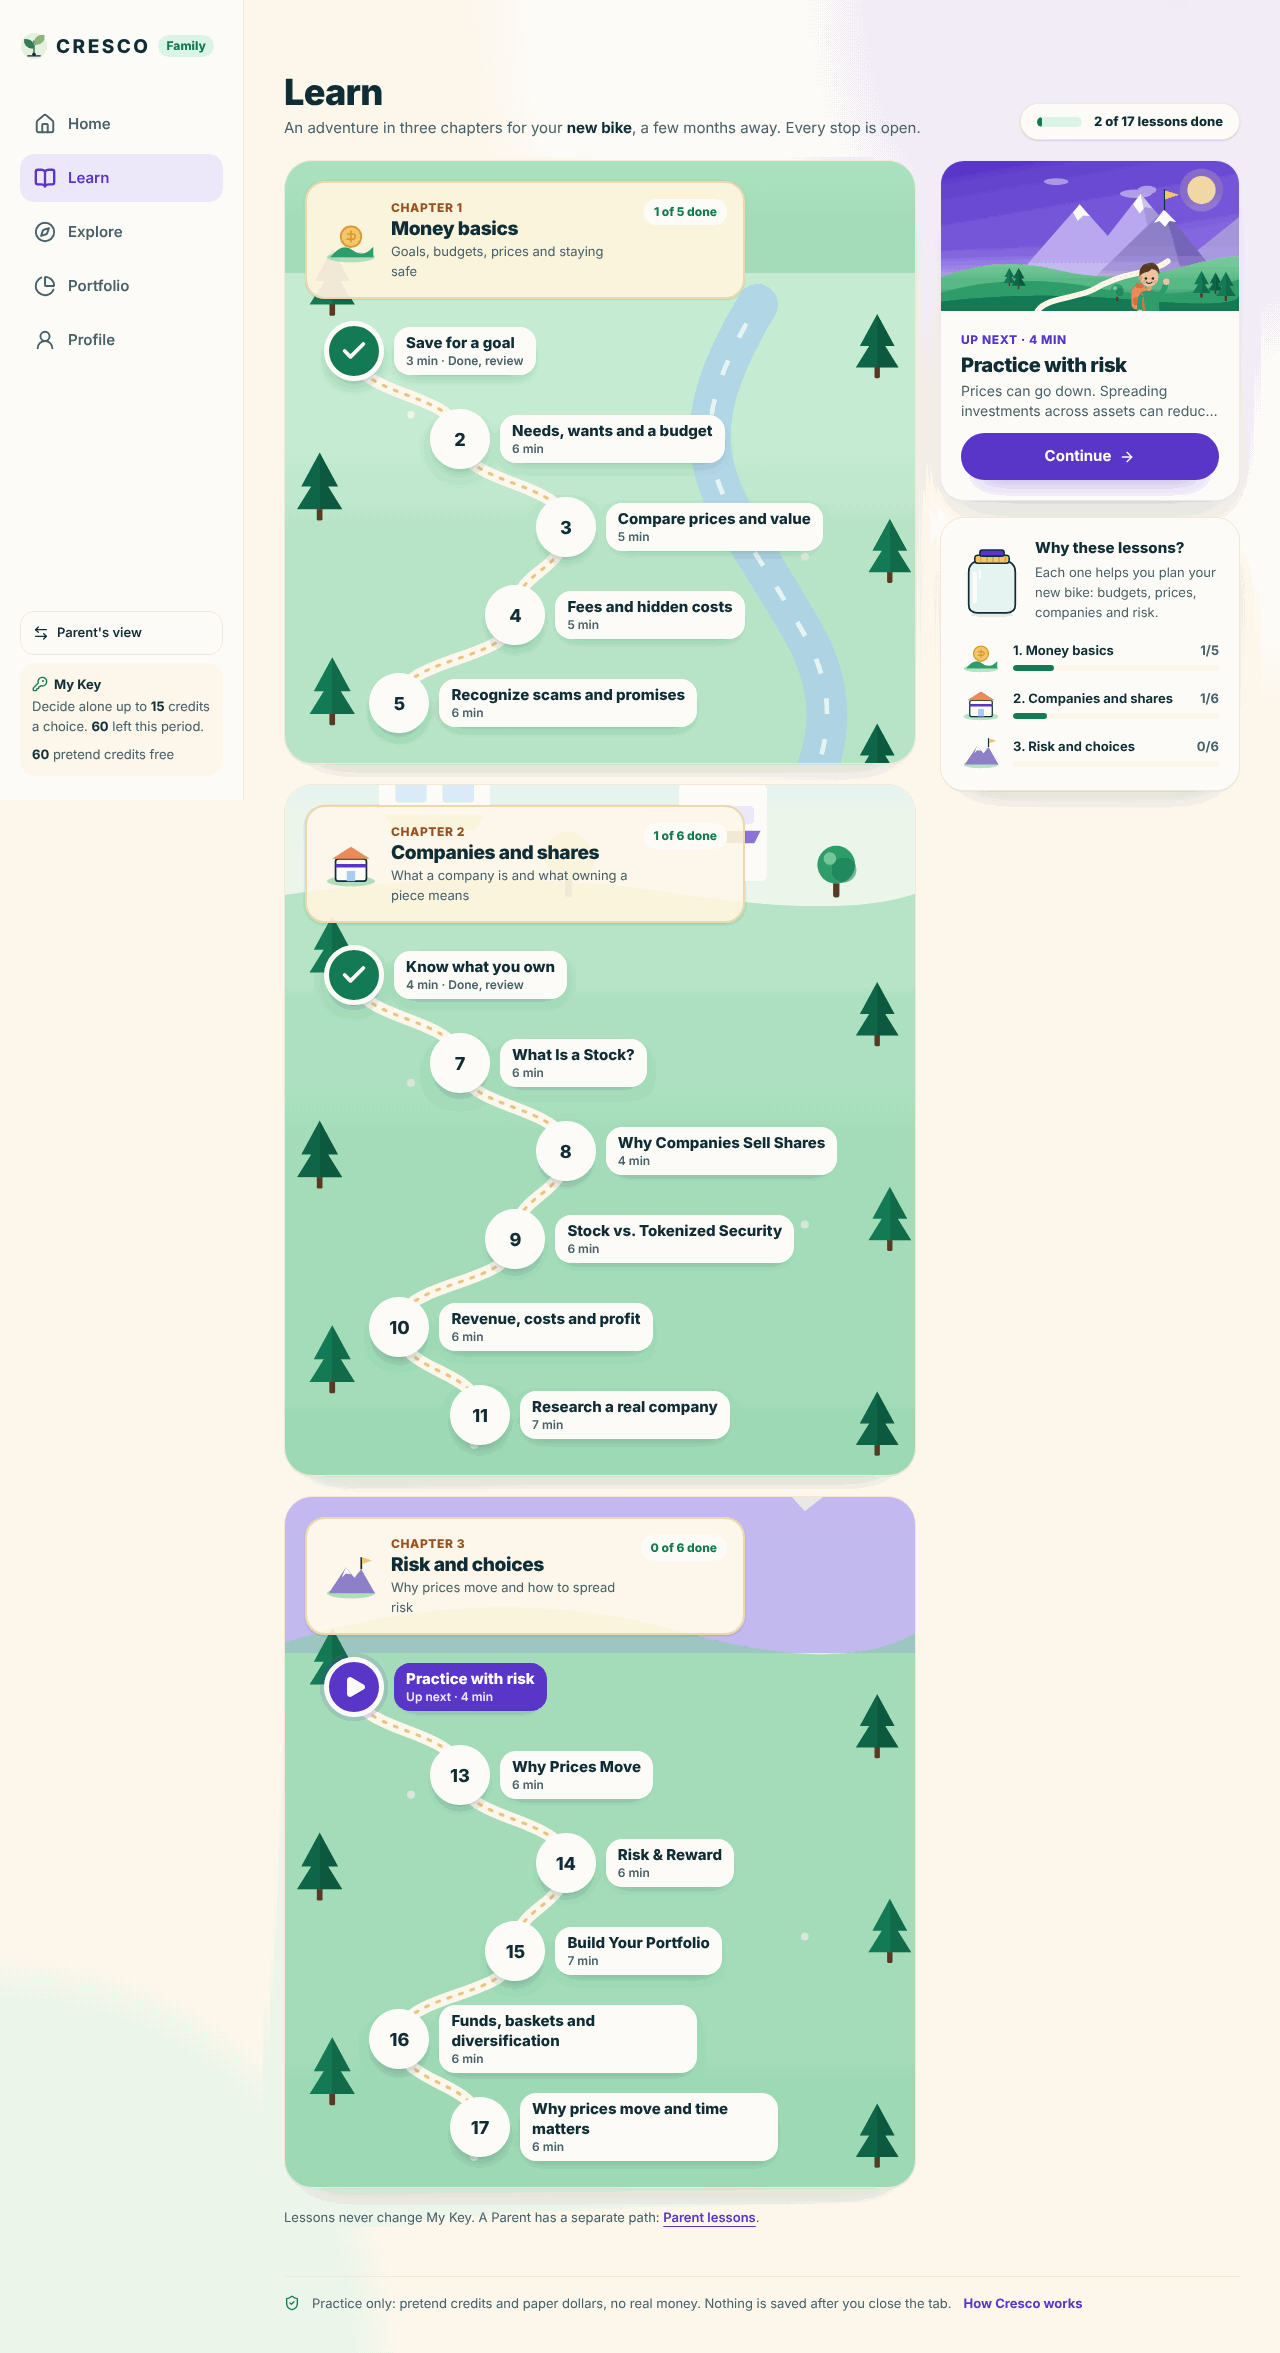 CRESCO Family
Home
Learn
Explore
Portfolio
Profile
Parent's view
My Key
Decide alone up to 15 credits
a choice. 60 left this period.
60 pretend credits free
Learn
An adventure in three chapters for your new bike, a few months away. Every stop is open.
2 of 17 lessons done
CHAPTER 1
1 of 5 done
Money basics
Goals, budgets, prices and staying
safe
Save for a goal
3 min · Done, review
2
Needs, wants and a budget
6 min
3
Compare prices and value
5 min
4
Fees and hidden costs
5 min
5
Recognize scams and promises
6 min
CHAPTER 2
1 of 6 done
Companies and shares
What a company is and what owning a
piece means
Know what you own
4 min · Done, review
7
What Is a Stock?
6 min
8
Why Companies Sell Shares
4 min
9
Stock vs. Tokenized Security
6 min
10
Revenue, costs and profit
6 min
11
Research a real company
7 min
CHAPTER 3
0 of 6 done
Risk and choices
Why prices move and how to spread
risk
Practice with risk
Up next · 4 min
13
Why Prices Move
6 min
14
Risk & Reward
6 min
15
Build Your Portfolio
7 min
16
Funds, baskets and
diversification
6 min
17
Why prices move and time
matters
6 min
Lessons never change My Key. A Parent has a separate path: Parent lessons.
UP NEXT · 4 MIN
Practice with risk
Prices can go down. Spreading
investments across assets can reduc...
Continue
Why these lessons?
Each one helps you plan your
new bike: budgets, prices,
companies and risk.
1. Money basics 1/5
2. Companies and shares 1/6
3. Risk and choices 0/6
Practice only: pretend credits and paper dollars, no real money. Nothing is saved after you close the tab. How Cresco works